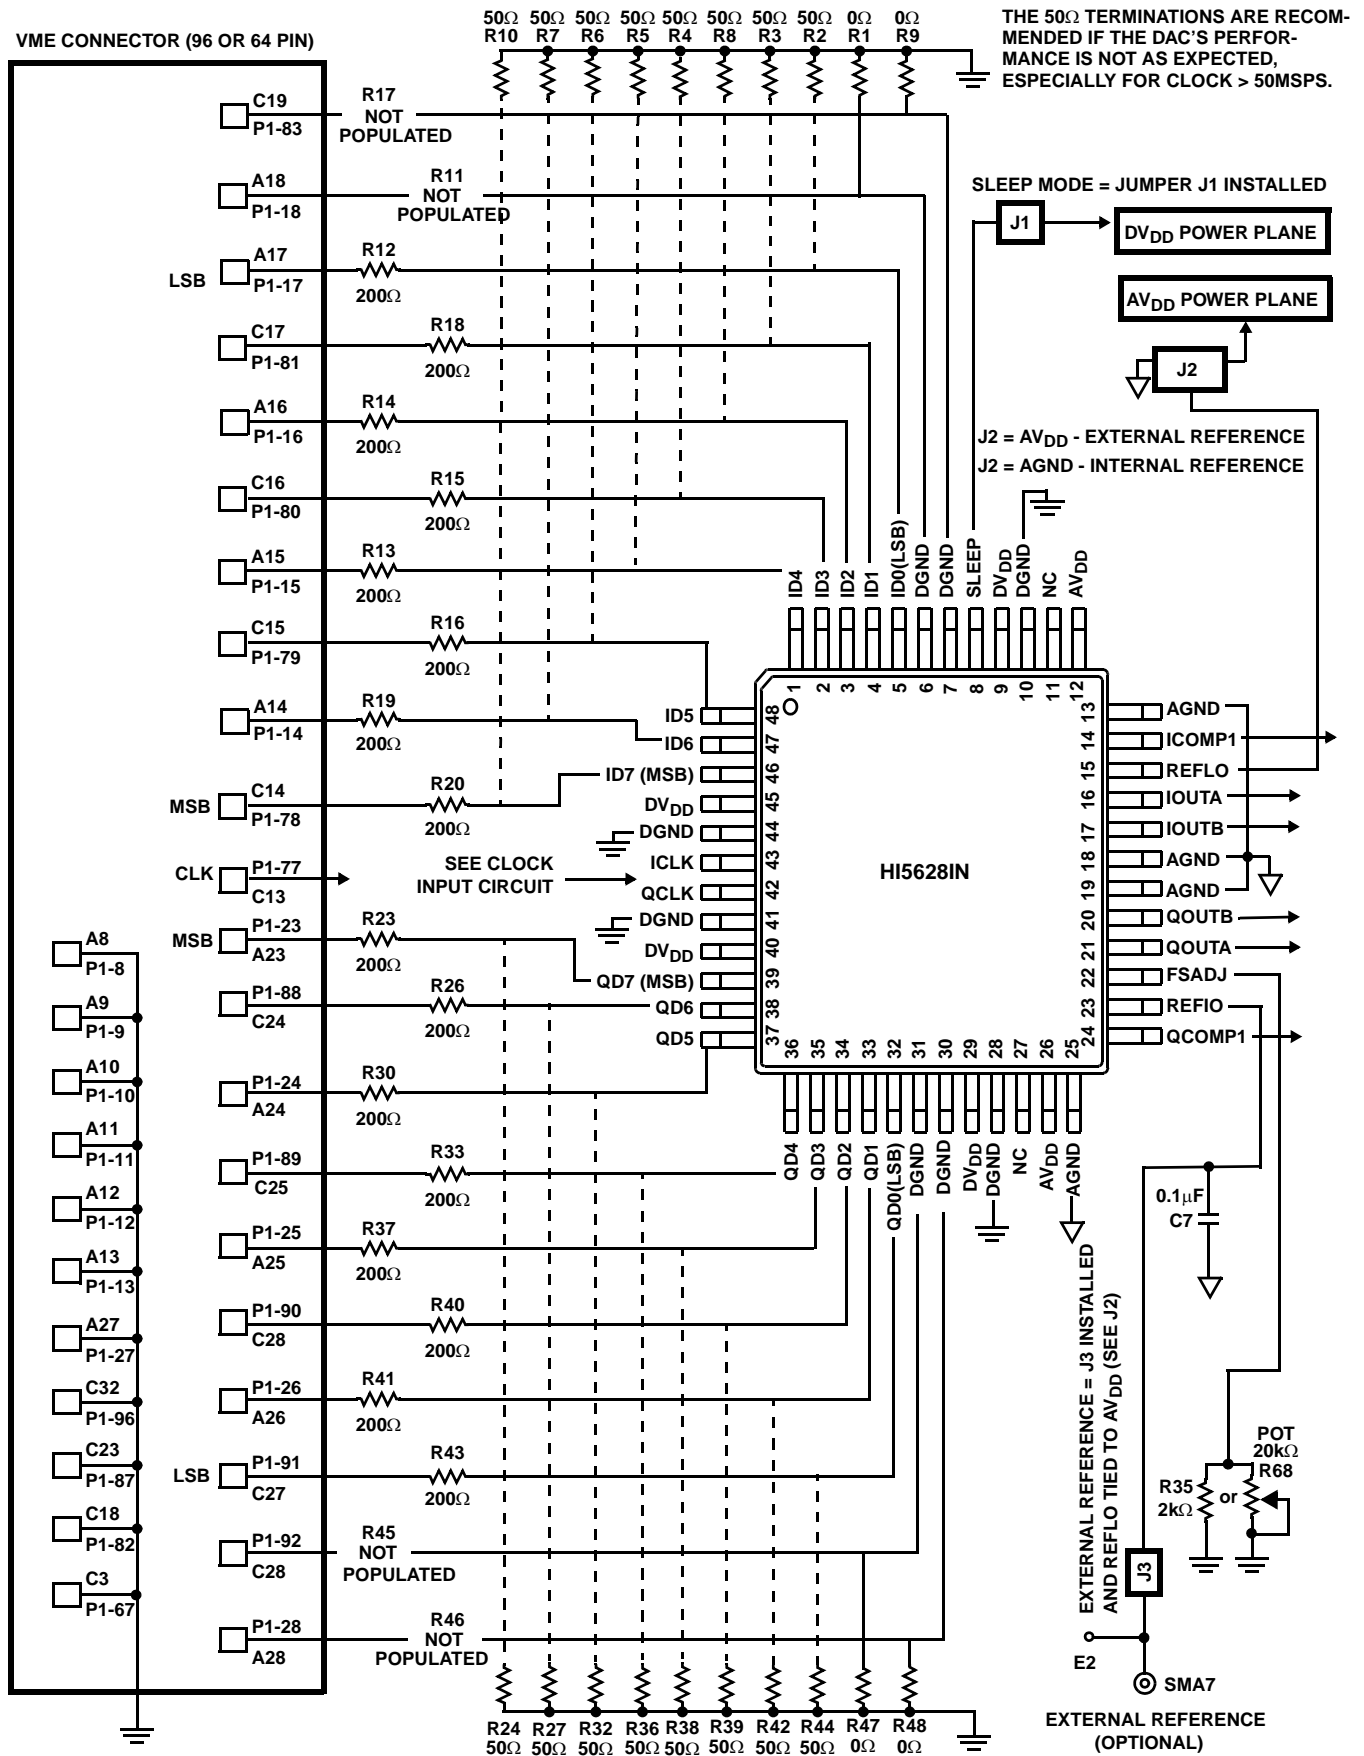 VME CONNECTOR (96 OR 64 PIN)
50Ω 50Ω 50Ω 50Ω 50Ω 50Ω 50Ω 50Ω 0Ω 0Ω
R10 R7 R6 R5 R4 R8 R3 R2 R1 R9
THE 50Ω TERMINATIONS ARE RECOM-
MENDED IF THE DAC'S PERFOR-
MANCE IS NOT AS EXPECTED,
ESPECIALLY FOR CLOCK > 50MSPS.
C19
P1-83
R17
NOT
POPULATED
A18
P1-18
R11
NOT
POPULATED
LSB
A17
P1-17
R12
200Ω
C17
P1-81
R18
200Ω
A16
P1-16
R14
200Ω
C16
P1-80
R15
200Ω
A15
P1-15
R13
200Ω
C15
P1-79
R16
200Ω
A14
P1-14
R19
200Ω
MSB
C14
P1-78
R20
200Ω
CLK
P1-77
C13
SEE CLOCK
INPUT CIRCUIT
MSB
P1-23
A23
R23
200Ω
P1-88
C24
R26
200Ω
P1-24
A24
R30
200Ω
P1-89
C25
R33
200Ω
P1-25
A25
R37
200Ω
P1-90
C28
R40
200Ω
P1-26
A26
R41
200Ω
LSB
P1-91
C27
R43
200Ω
P1-92
C28
R45
NOT
POPULATED
P1-28
A28
R46
NOT
POPULATED
A8
P1-8
A9
P1-9
A10
P1-10
A11
P1-11
A12
P1-12
A13
P1-13
A27
P1-27
C32
P1-96
C23
P1-87
C18
P1-82
C3
P1-67
SLEEP MODE = JUMPER J1 INSTALLED
J1
DVDD POWER PLANE
AVDD POWER PLANE
J2
J2 = AVDD - EXTERNAL REFERENCE
J2 = AGND - INTERNAL REFERENCE
ID4 ID3 ID2 ID1 ID0(LSB) DGND DGND SLEEP DVDD DGND NC AVDD
1 2 3 4 5 6 7 8 9 10 11 12
ID5 48
ID6 47
ID7 (MSB) 46
DVDD 45
DGND 44
ICLK 43
QCLK 42
DGND 41
DVDD 40
QD7 (MSB) 39
QD6 38
QD5 37
HI5628IN
13 AGND
14 ICOMP1
15 REFLO
16 IOUTA
17 IOUTB
18 AGND
19 AGND
20 QOUTB
21 QOUTA
22 FSADJ
23 REFIO
24 QCOMP1
36 35 34 33 32 31 30 29 28 27 26 25
QD4 QD3 QD2 QD1 QD0(LSB) DGND DGND DVDD DGND NC AVDD AGND
0.1µF
C7
EXTERNAL REFERENCE = J3 INSTALLED
AND REFLO TIED TO AVDD (SEE J2)
POT
20kΩ
R68
R35
2kΩ
or
J3
E2
SMA7
EXTERNAL REFERENCE
(OPTIONAL)
R24 R27 R32 R36 R38 R39 R42 R44 R47 R48
50Ω 50Ω 50Ω 50Ω 50Ω 50Ω 50Ω 50Ω 0Ω 0Ω